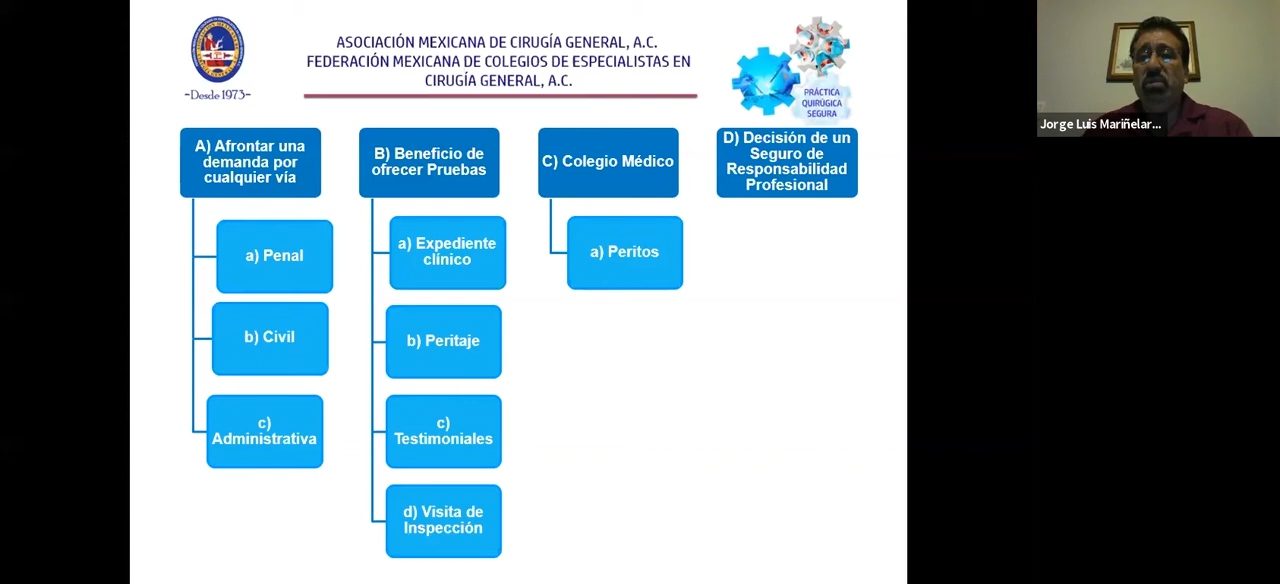 ASOCIACIÓN MEXICANA DE CIRUGÍA GENERAL, A.C.
FEDERACIÓN MEXICANA DE COLEGIOS DE ESPECIALISTAS EN
CIRUGÍA GENERAL, A.C.
-Desde 1973-
PRÁCTICA
QUIRÚGICA
SEGURA
Jorge Luis Mariñelar...
A) Afrontar una
demanda por
cualquier vía
a) Penal
b) Civil
c)
Administrativa
B) Beneficio de
ofrecer Pruebas
a) Expediente
clínico
b) Peritaje
c)
Testimoniales
d) Visita de
Inspección
C) Colegio Médico
a) Peritos
D) Decisión de un
Seguro de
Responsabilidad
Profesional